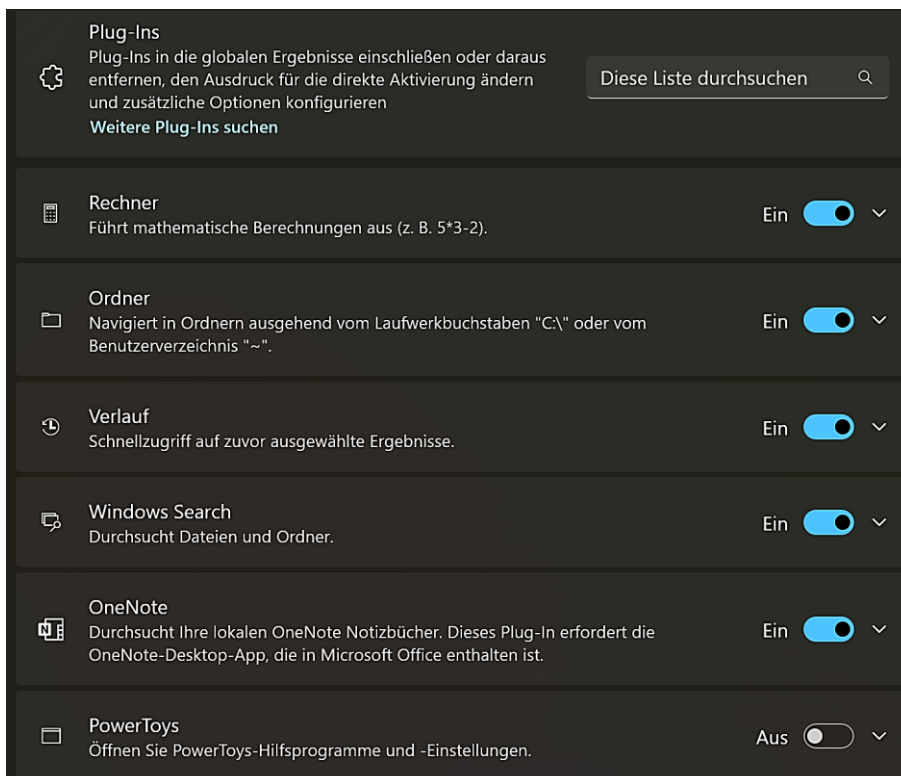 Plug-Ins
Plug-Ins in die globalen Ergebnisse einschließen oder daraus
entfernen, den Ausdruck für die direkte Aktivierung ändern
und zusätzliche Optionen konfigurieren
Weitere Plug-Ins suchen
Diese Liste durchsuchen
Rechner
Führt mathematische Berechnungen aus (z. B. 5*3-2).
Ein
Ordner
Navigiert in Ordnern ausgehend vom Laufwerkbuchstaben "C:\" oder vom
Benutzerverzeichnis "~".
Ein
Verlauf
Schnellzugriff auf zuvor ausgewählte Ergebnisse.
Ein
Windows Search
Durchsucht Dateien und Ordner.
Ein
OneNote
Durchsucht Ihre lokalen OneNote Notizbücher. Dieses Plug-In erfordert die
OneNote-Desktop-App, die in Microsoft Office enthalten ist.
Ein
PowerToys
Öffnen Sie PowerToys-Hilfsprogramme und -Einstellungen.
Aus